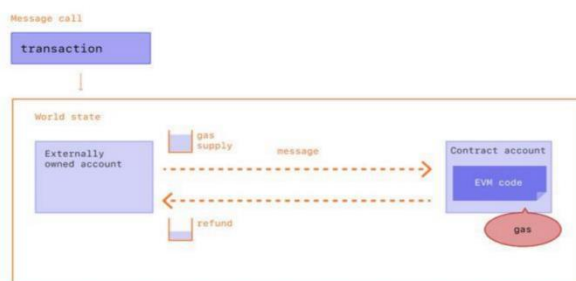 Message call
transaction
World state
Externally
owned account
gas
supply
message
Contract account
EVM code
refund
gas